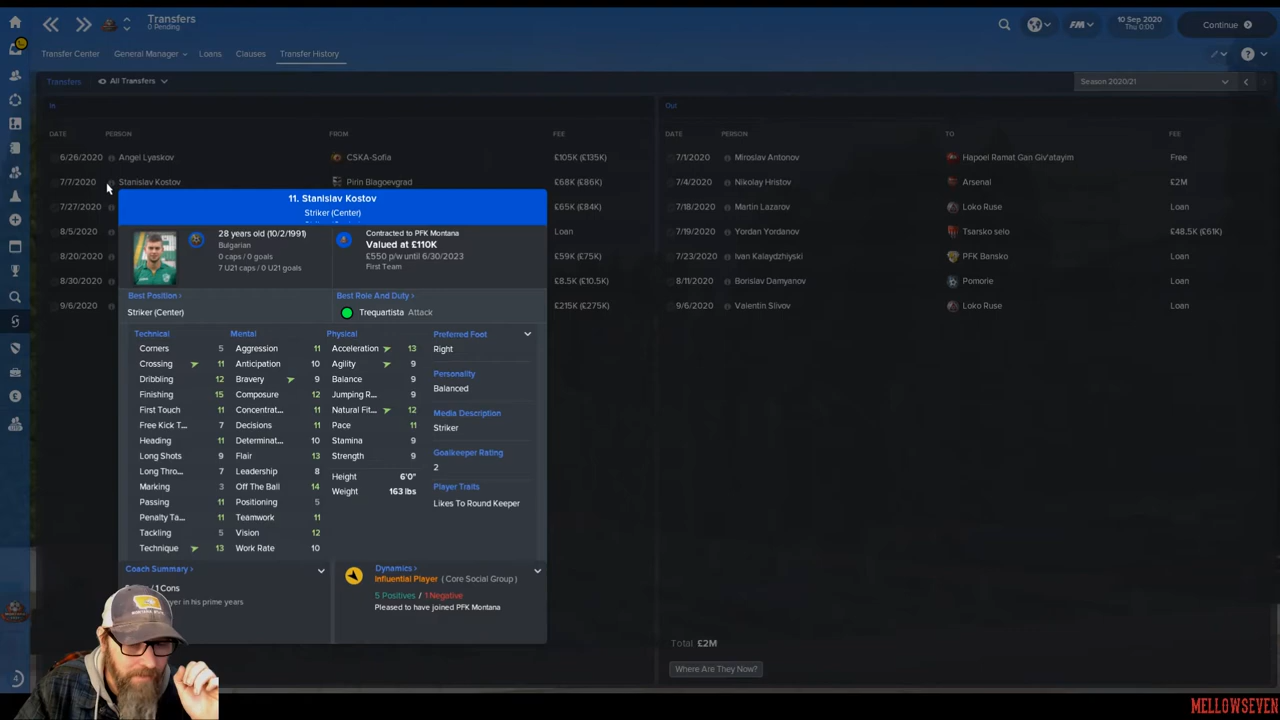 Transfers
0 Pending
10 Sep 2020
Thu 0:00
FM
Continue
Transfer Center
General Manager
Loans
Clauses
Transfer History
Transfers
All Transfers
Season 2020/21
In
DATE PERSON FROM FEE
6/26/2020 Angel Lyaskov CSKA-Sofia £105K (£135K)
7/7/2020 Stanislav Kostov Pirin Blagoevgrad £68K (£86K)
7/27/2020 £65K (£84K)
8/5/2020 Loan
8/20/2020 £59K (£75K)
8/30/2020 £8.5K (£10.5K)
9/6/2020 £215K (£275K)
Out
DATE PERSON TO FEE
7/1/2020 Miroslav Antonov Hapoel Ramat Gan Giv'atayim Free
7/4/2020 Nikolay Hristov Arsenal £2M
7/18/2020 Martin Lazarov Loko Ruse Loan
7/19/2020 Yordan Yordanov Tsarsko selo £48.5K (£61K)
7/23/2020 Ivan Kalaydzhiyski PFK Bansko Loan
8/11/2020 Borislav Damyanov Pomorie Loan
9/6/2020 Valentin Slivov Loko Ruse Loan
Total £2M
Where Are They Now?
11. Stanislav Kostov
Striker (Center)
28 years old (10/2/1991)
Bulgarian
0 caps / 0 goals
7 U21 caps / 0 U21 goals
Contracted to PFK Montana
Valued at £110K
£550 p/w until 6/30/2023
First Team
Best Position ›
Striker (Center)
Best Role And Duty ›
Trequartista Attack
Technical
Corners 5
Crossing 11
Dribbling 12
Finishing 15
First Touch 11
Free Kick T... 7
Heading 11
Long Shots 9
Long Thro... 7
Marking 3
Passing 11
Penalty Ta... 11
Tackling 5
Technique 13
Mental
Aggression 11
Anticipation 10
Bravery 9
Composure 12
Concentrat... 11
Decisions 11
Determinat... 10
Flair 13
Leadership 8
Off The Ball 14
Positioning 5
Teamwork 11
Vision 12
Work Rate 10
Physical
Acceleration 13
Agility 9
Balance 9
Jumping R... 9
Natural Fit... 12
Pace 11
Stamina 9
Strength 9
Height 6'0"
Weight 163 lbs
Preferred Foot
Right
Personality
Balanced
Media Description
Striker
Goalkeeper Rating
2
Player Traits
Likes To Round Keeper
Coach Summary ›
/ 1 Cons
in his prime years
Dynamics ›
Influential Player ( Core Social Group )
5 Positives / 1 Negative
Pleased to have joined PFK Montana
4
MELLOWSEVEN